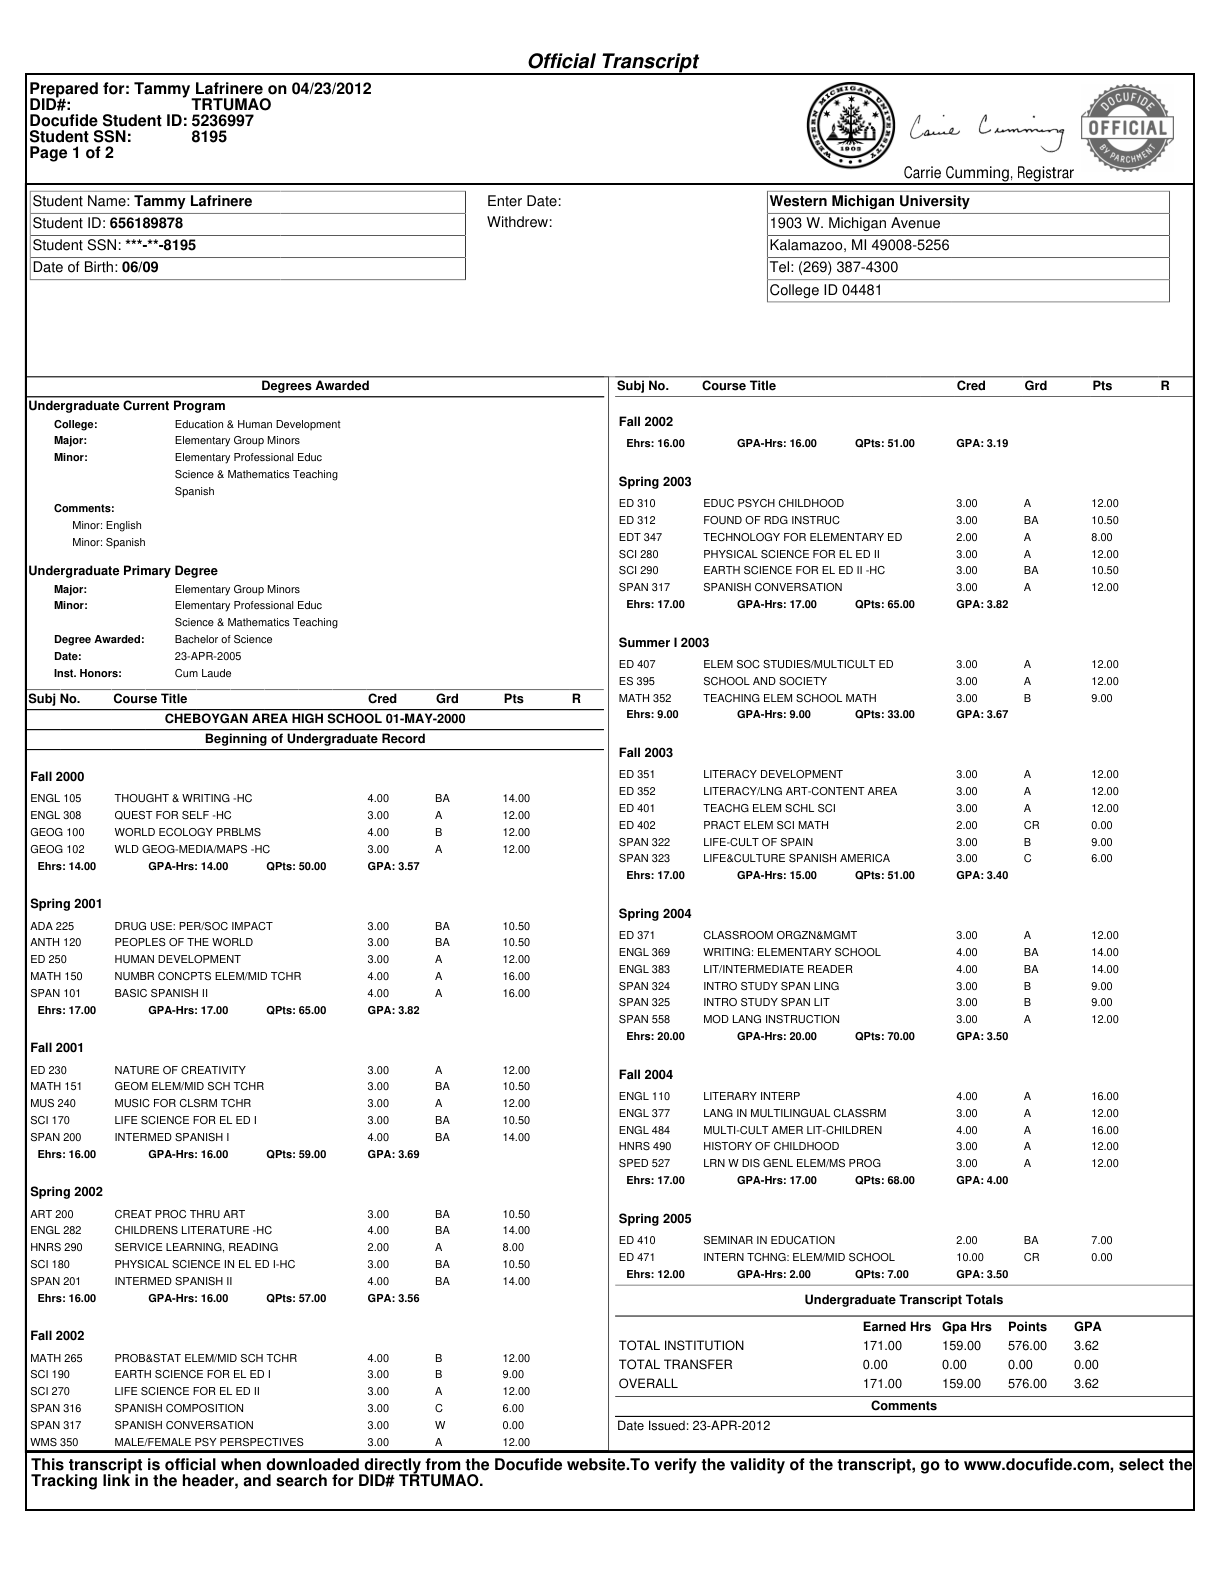 Official Transcript
Prepared for: Tammy Lafrinere on 04/23/2012
DID#: TRTUMAO
Docufide Student ID: 5236997
Student SSN: 8195
Page 1 of 2
WESTERN MICHIGAN UNIVERSITY
1903
Carrie Cumming
DOCUFIDE
OFFICIAL
BY PARCHMENT
Carrie Cumming, Registrar
Student Name: Tammy Lafrinere
Student ID: 656189878
Student SSN: ***-**-8195
Date of Birth: 06/09
Enter Date:
Withdrew:
Western Michigan University
1903 W. Michigan Avenue
Kalamazoo, MI 49008-5256
Tel: (269) 387-4300
College ID 04481
Degrees Awarded
Undergraduate Current Program
College: Education & Human Development
Major: Elementary Group Minors
Minor: Elementary Professional Educ
Science & Mathematics Teaching
Spanish
Comments:
Minor: English
Minor: Spanish
Undergraduate Primary Degree
Major: Elementary Group Minors
Minor: Elementary Professional Educ
Science & Mathematics Teaching
Degree Awarded: Bachelor of Science
Date: 23-APR-2005
Inst. Honors: Cum Laude
Subj No. Course Title Cred Grd Pts R
CHEBOYGAN AREA HIGH SCHOOL 01-MAY-2000
Beginning of Undergraduate Record
Fall 2000
ENGL 105 THOUGHT & WRITING -HC 4.00 BA 14.00
ENGL 308 QUEST FOR SELF -HC 3.00 A 12.00
GEOG 100 WORLD ECOLOGY PRBLMS 4.00 B 12.00
GEOG 102 WLD GEOG-MEDIA/MAPS -HC 3.00 A 12.00
Ehrs: 14.00 GPA-Hrs: 14.00 QPts: 50.00 GPA: 3.57
Spring 2001
ADA 225 DRUG USE: PER/SOC IMPACT 3.00 BA 10.50
ANTH 120 PEOPLES OF THE WORLD 3.00 BA 10.50
ED 250 HUMAN DEVELOPMENT 3.00 A 12.00
MATH 150 NUMBR CONCPTS ELEM/MID TCHR 4.00 A 16.00
SPAN 101 BASIC SPANISH II 4.00 A 16.00
Ehrs: 17.00 GPA-Hrs: 17.00 QPts: 65.00 GPA: 3.82
Fall 2001
ED 230 NATURE OF CREATIVITY 3.00 A 12.00
MATH 151 GEOM ELEM/MID SCH TCHR 3.00 BA 10.50
MUS 240 MUSIC FOR CLSRM TCHR 3.00 A 12.00
SCI 170 LIFE SCIENCE FOR EL ED I 3.00 BA 10.50
SPAN 200 INTERMED SPANISH I 4.00 BA 14.00
Ehrs: 16.00 GPA-Hrs: 16.00 QPts: 59.00 GPA: 3.69
Spring 2002
ART 200 CREAT PROC THRU ART 3.00 BA 10.50
ENGL 282 CHILDRENS LITERATURE -HC 4.00 BA 14.00
HNRS 290 SERVICE LEARNING, READING 2.00 A 8.00
SCI 180 PHYSICAL SCIENCE IN EL ED I-HC 3.00 BA 10.50
SPAN 201 INTERMED SPANISH II 4.00 BA 14.00
Ehrs: 16.00 GPA-Hrs: 16.00 QPts: 57.00 GPA: 3.56
Fall 2002
MATH 265 PROB&STAT ELEM/MID SCH TCHR 4.00 B 12.00
SCI 190 EARTH SCIENCE FOR EL ED I 3.00 B 9.00
SCI 270 LIFE SCIENCE FOR EL ED II 3.00 A 12.00
SPAN 316 SPANISH COMPOSITION 3.00 C 6.00
SPAN 317 SPANISH CONVERSATION 3.00 W 0.00
WMS 350 MALE/FEMALE PSY PERSPECTIVES 3.00 A 12.00
Subj No. Course Title Cred Grd Pts R
Fall 2002
Ehrs: 16.00 GPA-Hrs: 16.00 QPts: 51.00 GPA: 3.19
Spring 2003
ED 310 EDUC PSYCH CHILDHOOD 3.00 A 12.00
ED 312 FOUND OF RDG INSTRUC 3.00 BA 10.50
EDT 347 TECHNOLOGY FOR ELEMENTARY ED 2.00 A 8.00
SCI 280 PHYSICAL SCIENCE FOR EL ED II 3.00 A 12.00
SCI 290 EARTH SCIENCE FOR EL ED II -HC 3.00 BA 10.50
SPAN 317 SPANISH CONVERSATION 3.00 A 12.00
Ehrs: 17.00 GPA-Hrs: 17.00 QPts: 65.00 GPA: 3.82
Summer I 2003
ED 407 ELEM SOC STUDIES/MULTICULT ED 3.00 A 12.00
ES 395 SCHOOL AND SOCIETY 3.00 A 12.00
MATH 352 TEACHING ELEM SCHOOL MATH 3.00 B 9.00
Ehrs: 9.00 GPA-Hrs: 9.00 QPts: 33.00 GPA: 3.67
Fall 2003
ED 351 LITERACY DEVELOPMENT 3.00 A 12.00
ED 352 LITERACY/LNG ART-CONTENT AREA 3.00 A 12.00
ED 401 TEACHG ELEM SCHL SCI 3.00 A 12.00
ED 402 PRACT ELEM SCI MATH 2.00 CR 0.00
SPAN 322 LIFE-CULT OF SPAIN 3.00 B 9.00
SPAN 323 LIFE&CULTURE SPANISH AMERICA 3.00 C 6.00
Ehrs: 17.00 GPA-Hrs: 15.00 QPts: 51.00 GPA: 3.40
Spring 2004
ED 371 CLASSROOM ORGZN&MGMT 3.00 A 12.00
ENGL 369 WRITING: ELEMENTARY SCHOOL 4.00 BA 14.00
ENGL 383 LIT/INTERMEDIATE READER 4.00 BA 14.00
SPAN 324 INTRO STUDY SPAN LING 3.00 B 9.00
SPAN 325 INTRO STUDY SPAN LIT 3.00 B 9.00
SPAN 558 MOD LANG INSTRUCTION 3.00 A 12.00
Ehrs: 20.00 GPA-Hrs: 20.00 QPts: 70.00 GPA: 3.50
Fall 2004
ENGL 110 LITERARY INTERP 4.00 A 16.00
ENGL 377 LANG IN MULTILINGUAL CLASSRM 3.00 A 12.00
ENGL 484 MULTI-CULT AMER LIT-CHILDREN 4.00 A 16.00
HNRS 490 HISTORY OF CHILDHOOD 3.00 A 12.00
SPED 527 LRN W DIS GENL ELEM/MS PROG 3.00 A 12.00
Ehrs: 17.00 GPA-Hrs: 17.00 QPts: 68.00 GPA: 4.00
Spring 2005
ED 410 SEMINAR IN EDUCATION 2.00 BA 7.00
ED 471 INTERN TCHNG: ELEM/MID SCHOOL 10.00 CR 0.00
Ehrs: 12.00 GPA-Hrs: 2.00 QPts: 7.00 GPA: 3.50
Undergraduate Transcript Totals
Earned Hrs Gpa Hrs Points GPA
TOTAL INSTITUTION 171.00 159.00 576.00 3.62
TOTAL TRANSFER 0.00 0.00 0.00 0.00
OVERALL 171.00 159.00 576.00 3.62
Comments
Date Issued: 23-APR-2012
This transcript is official when downloaded directly from the Docufide website.To verify the validity of the transcript, go to www.docufide.com, select the
Tracking link in the header, and search for DID# TRTUMAO.